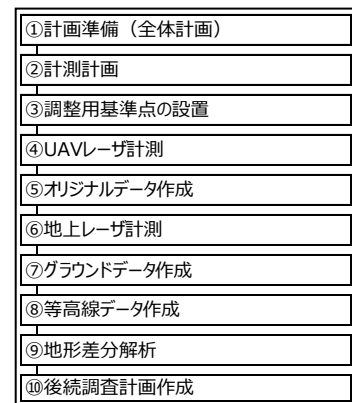 ①計画準備（全体計画）
②計測計画
③調整用基準点の設置
④UAVレーザ計測
⑤オリジナルデータ作成
⑥地上レーザ計測
⑦グラウンドデータ作成
⑧等高線データ作成
⑨地形差分解析
⑩後続調査計画作成